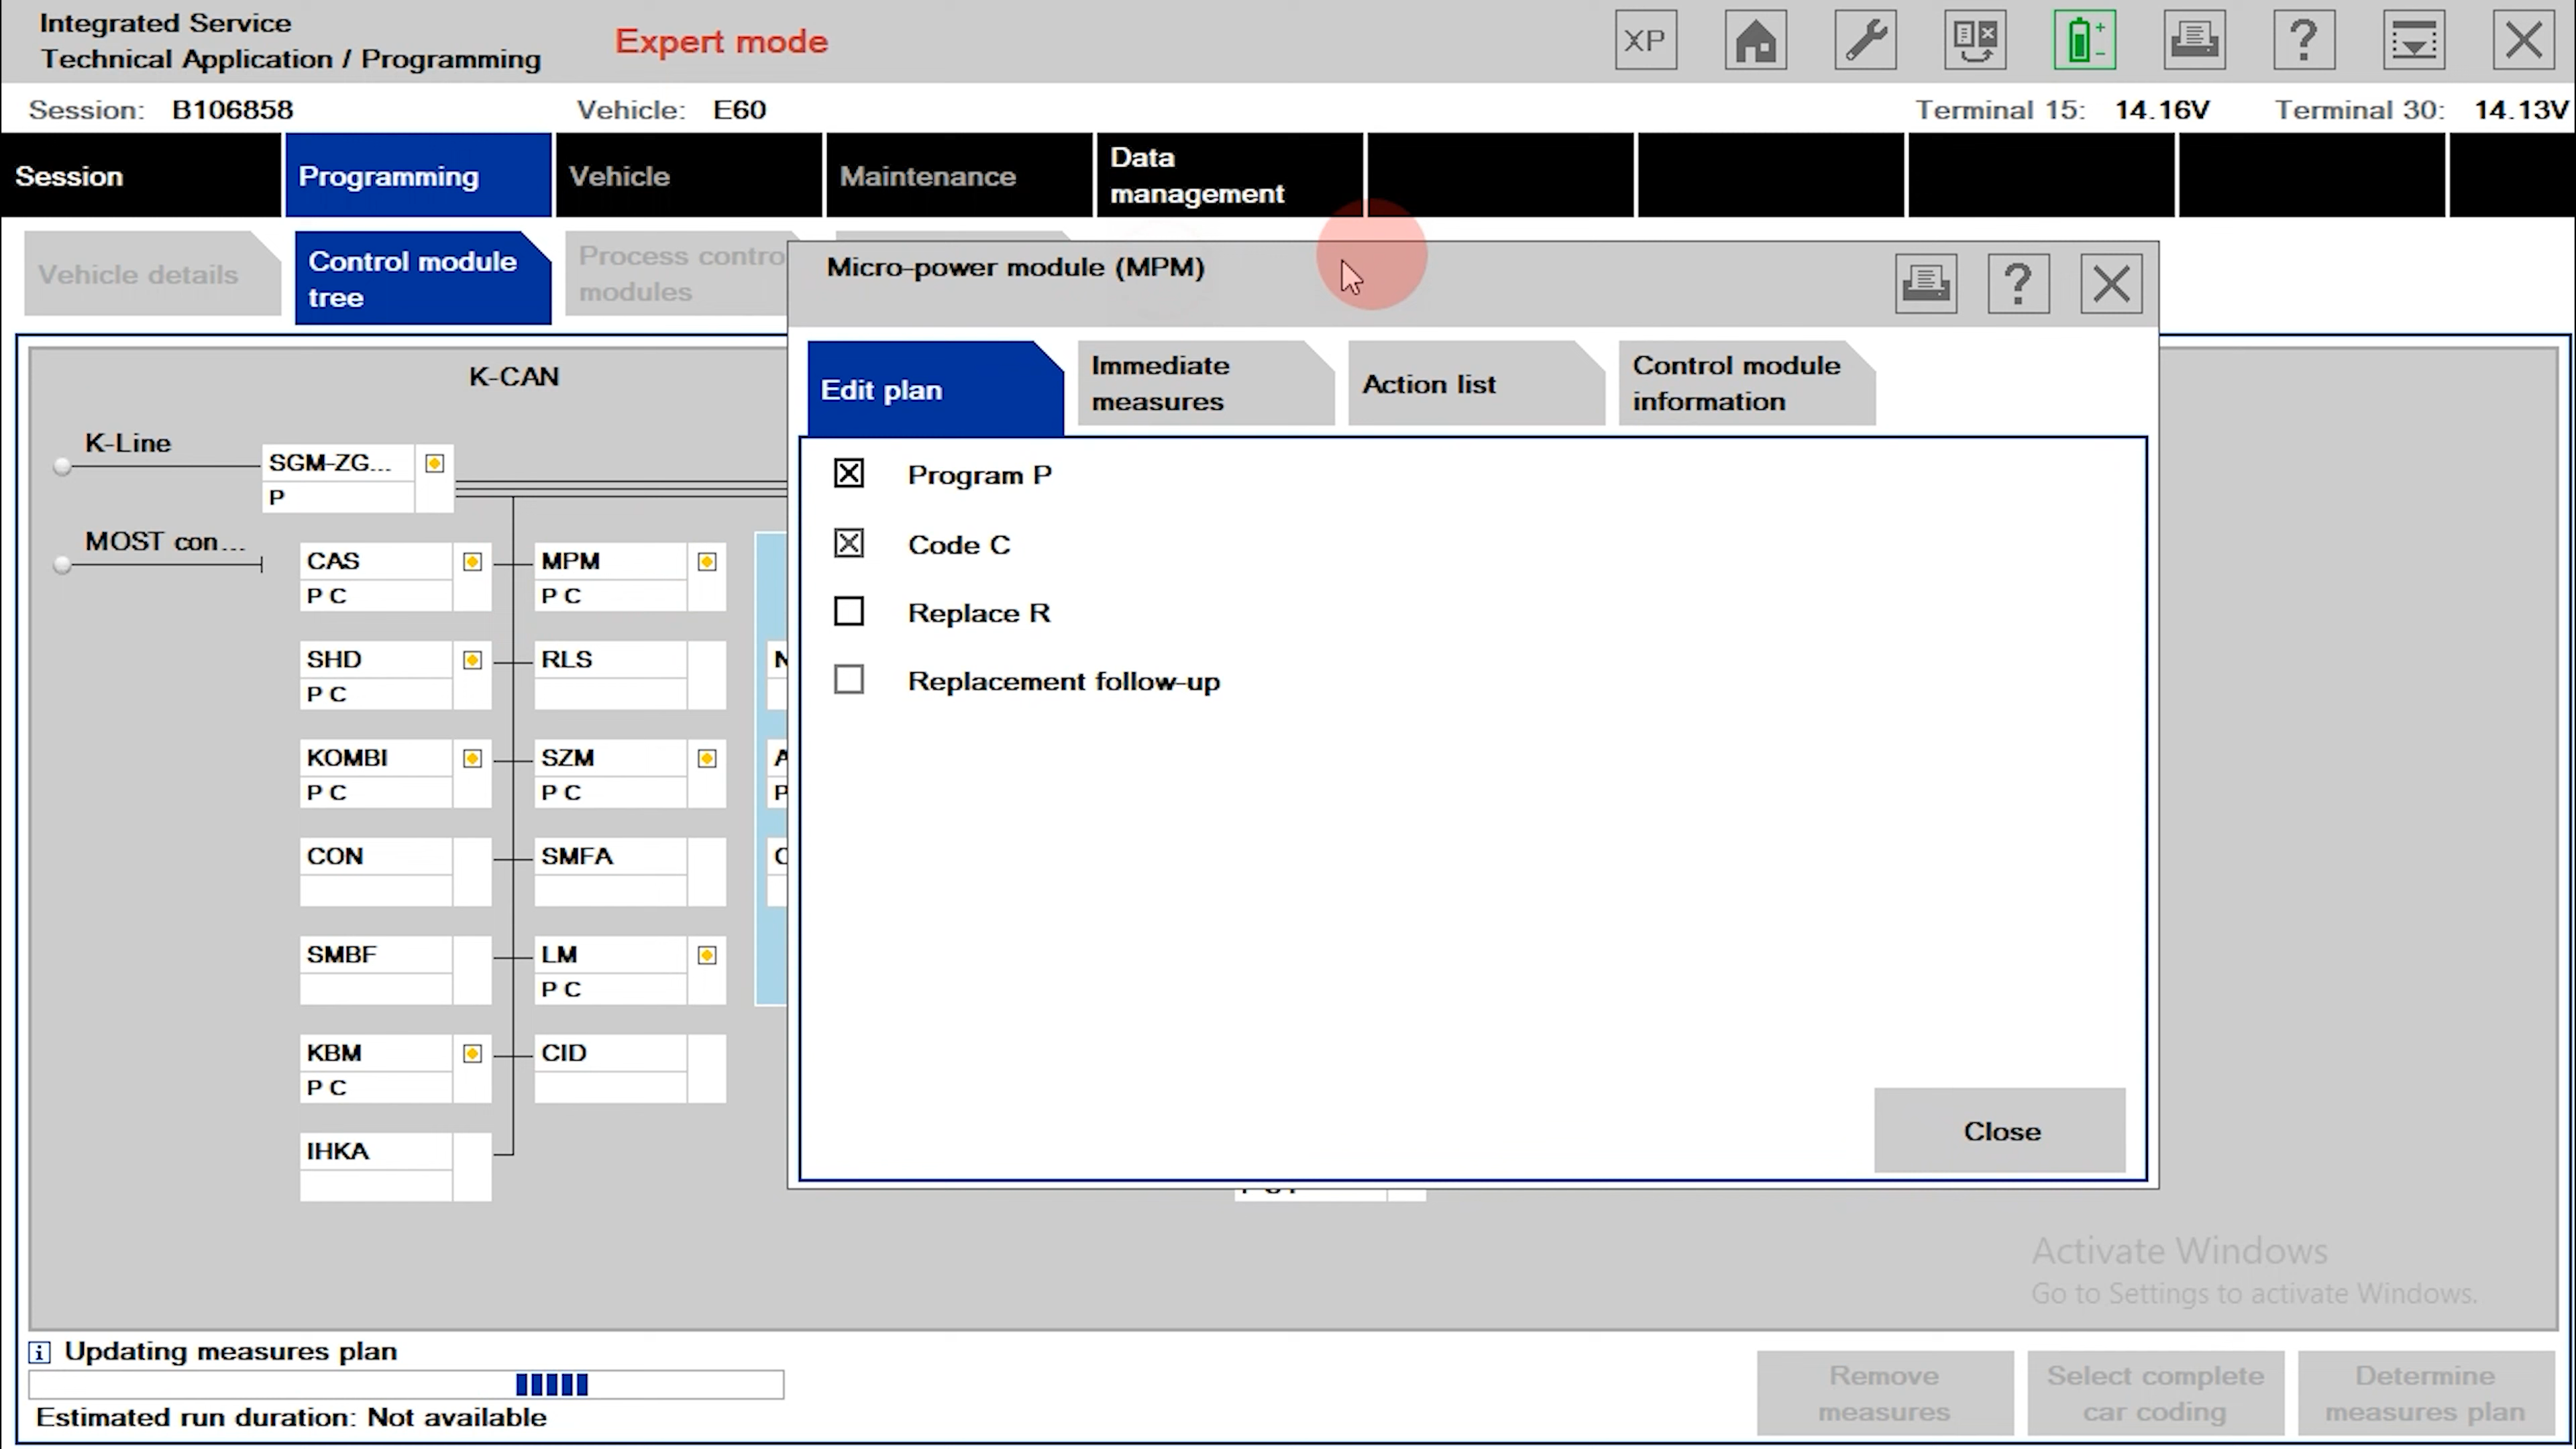 Integrated Service
Technical Application / Programming
Expert mode
XP
Session: B106858
Vehicle: E60
Terminal 15: 14.16V
Terminal 30: 14.13V
Session
Programming
Vehicle
Maintenance
Data
management
Vehicle details
Control module
tree
Process contro
modules
Micro-power module (MPM)
?
Edit plan
Immediate
measures
Action list
Control module
information
Program P
Code C
Replace R
Replacement follow-up
Close
K-CAN
K-Line
SGM-ZG...
P
MOST con...
CAS
P C
MPM
P C
SHD
P C
RLS
KOMBI
P C
SZM
P C
CON
SMFA
SMBF
LM
P C
KBM
P C
CID
IHKA
Activate Windows
Go to Settings to activate Windows.
Updating measures plan
Estimated run duration: Not available
Remove
measures
Select complete
car coding
Determine
measures plan